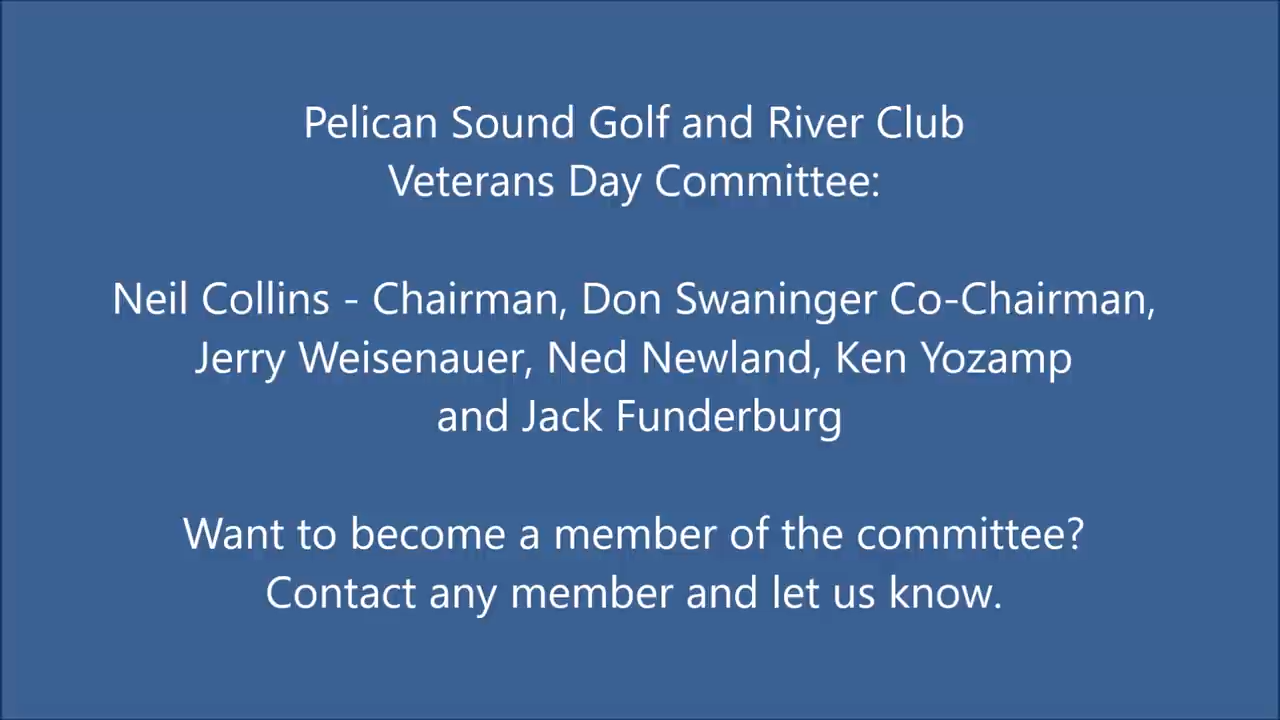 Pelican Sound Golf and River Club
Veterans Day Committee:
Neil Collins - Chairman, Don Swaninger Co-Chairman,
Jerry Weisenauer, Ned Newland, Ken Yozamp
and Jack Funderburg
Want to become a member of the committee?
Contact any member and let us know.